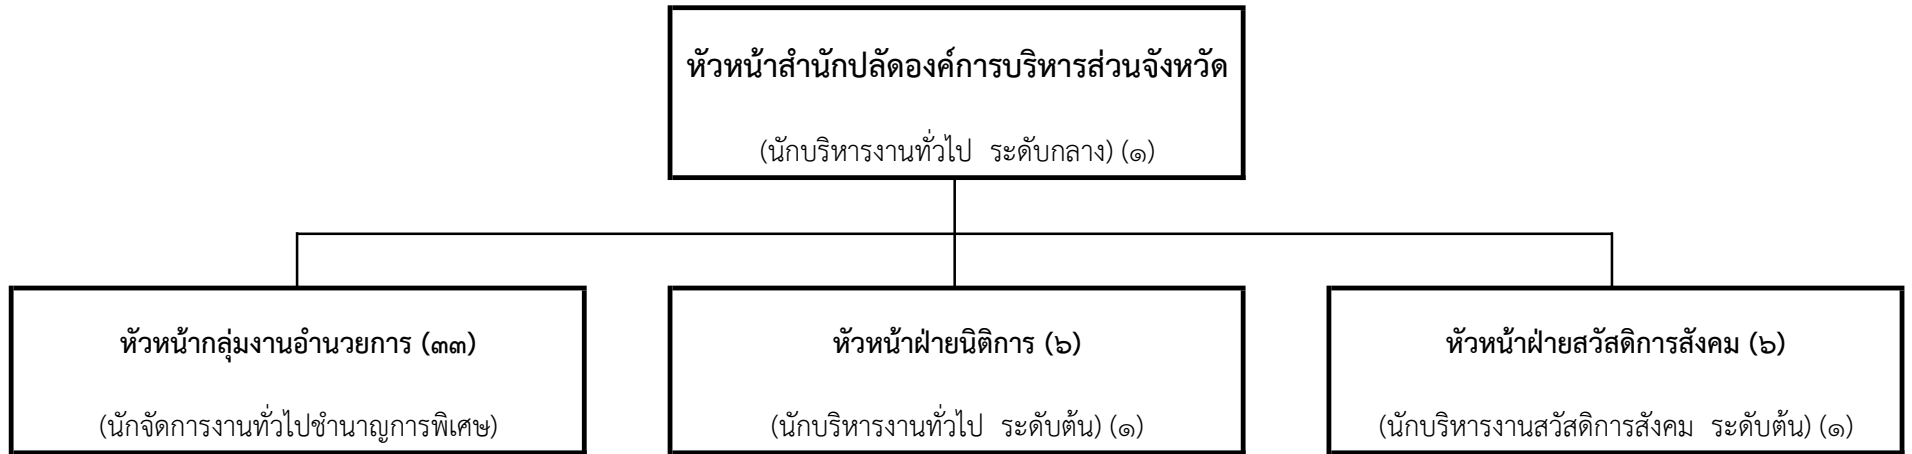 หัวหน้าสำนักปลัดองค์การบริหารส่วนจังหวัด
(นักบริหารงานทั่วไป ระดับกลาง) (๑)
หัวหน้ากลุ่มงานอำนวยการ (๓๓)
(นักจัดการงานทั่วไปชำนาญการพิเศษ)
หัวหน้าฝ่ายนิติการ (๖)
(นักบริหารงานทั่วไป ระดับต้น) (๑)
หัวหน้าฝ่ายสวัสดิการสังคม (๖)
(นักบริหารงานสวัสดิการสังคม ระดับต้น) (๑)